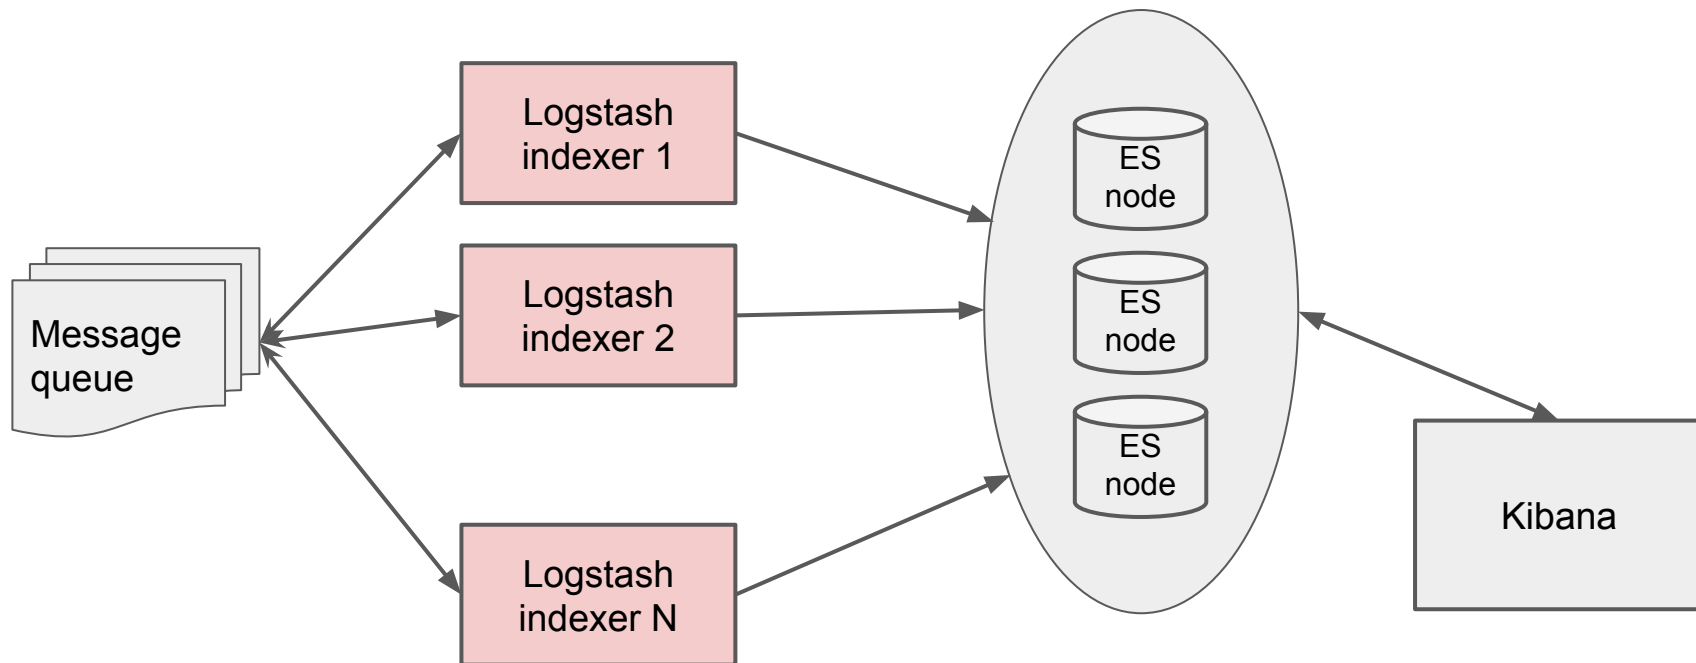 Message
queue
Logstash
indexer 1
Logstash
indexer 2
Logstash
indexer N
ES
node
ES
node
ES
node
Kibana